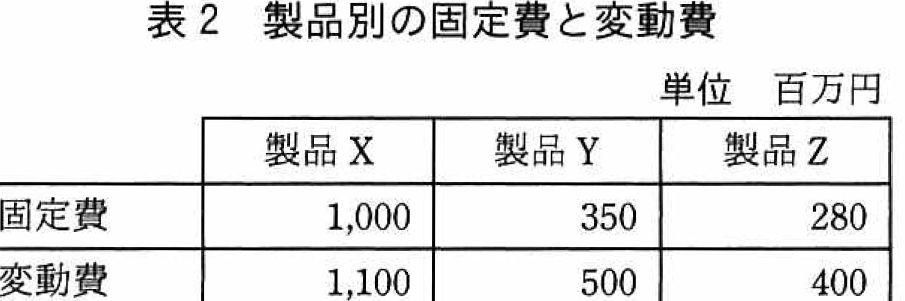 表2 製品別の固定費と変動費
単位 百万円
製品 X 製品 Y 製品 Z
固定費 1,000 350 280
変動費 1,100 500 400